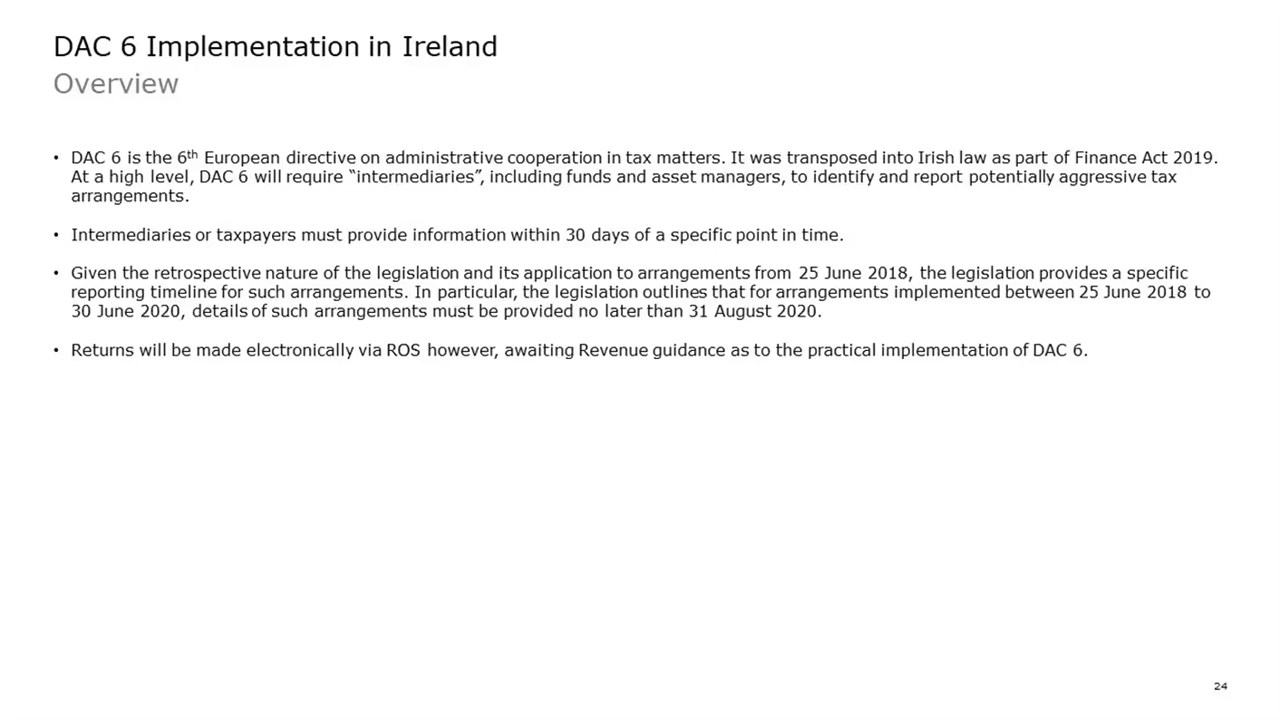 DAC 6 Implementation in Ireland
Overview
• DAC 6 is the 6th European directive on administrative cooperation in tax matters. It was transposed into Irish law as part of Finance Act 2019.
At a high level, DAC 6 will require “intermediaries”, including funds and asset managers, to identify and report potentially aggressive tax
arrangements.
• Intermediaries or taxpayers must provide information within 30 days of a specific point in time.
• Given the retrospective nature of the legislation and its application to arrangements from 25 June 2018, the legislation provides a specific
reporting timeline for such arrangements. In particular, the legislation outlines that for arrangements implemented between 25 June 2018 to
30 June 2020, details of such arrangements must be provided no later than 31 August 2020.
• Returns will be made electronically via ROS however, awaiting Revenue guidance as to the practical implementation of DAC 6.
24